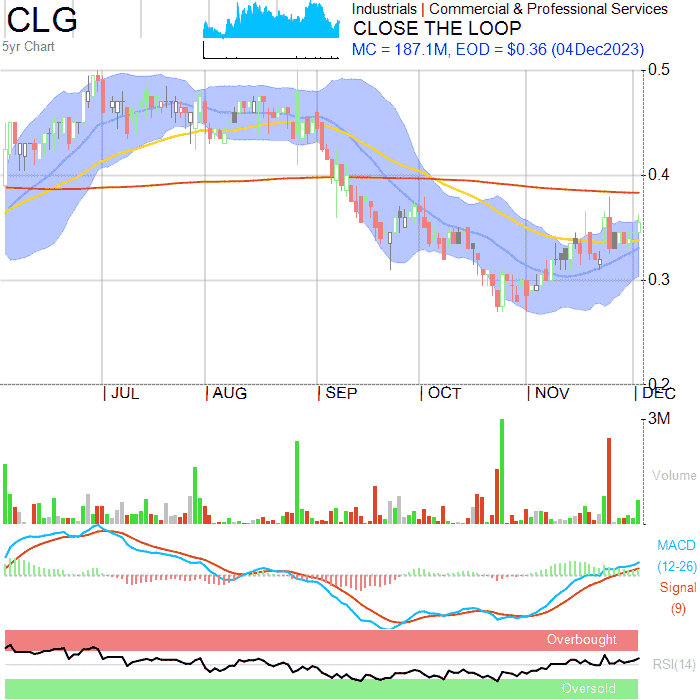 CLG
5yr Chart
Industrials | Commercial & Professional Services
CLOSE THE LOOP
MC = 187.1M, EOD = $0.36 (04Dec2023)
0.5
0.4
0.3
0.2
| JUL | AUG | SEP | OCT | NOV | DEC
3M
Volume
MACD
(12-26)
Signal
(9)
Overbought
RSI(14)
Oversold